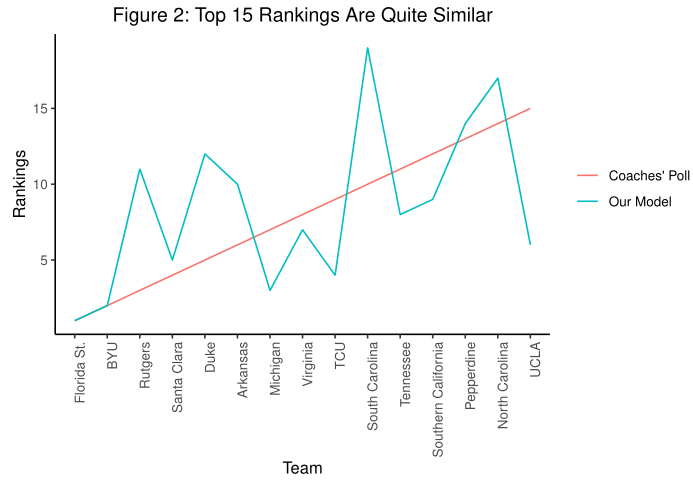 Figure 2: Top 15 Rankings Are Quite Similar
15
10
5
Rankings
Coaches' Poll
Our Model
Florida St.
BYU
Rutgers
Santa Clara
Duke
Arkansas
Michigan
Virginia
TCU
South Carolina
Tennessee
Southern California
Pepperdine
North Carolina
UCLA
Team